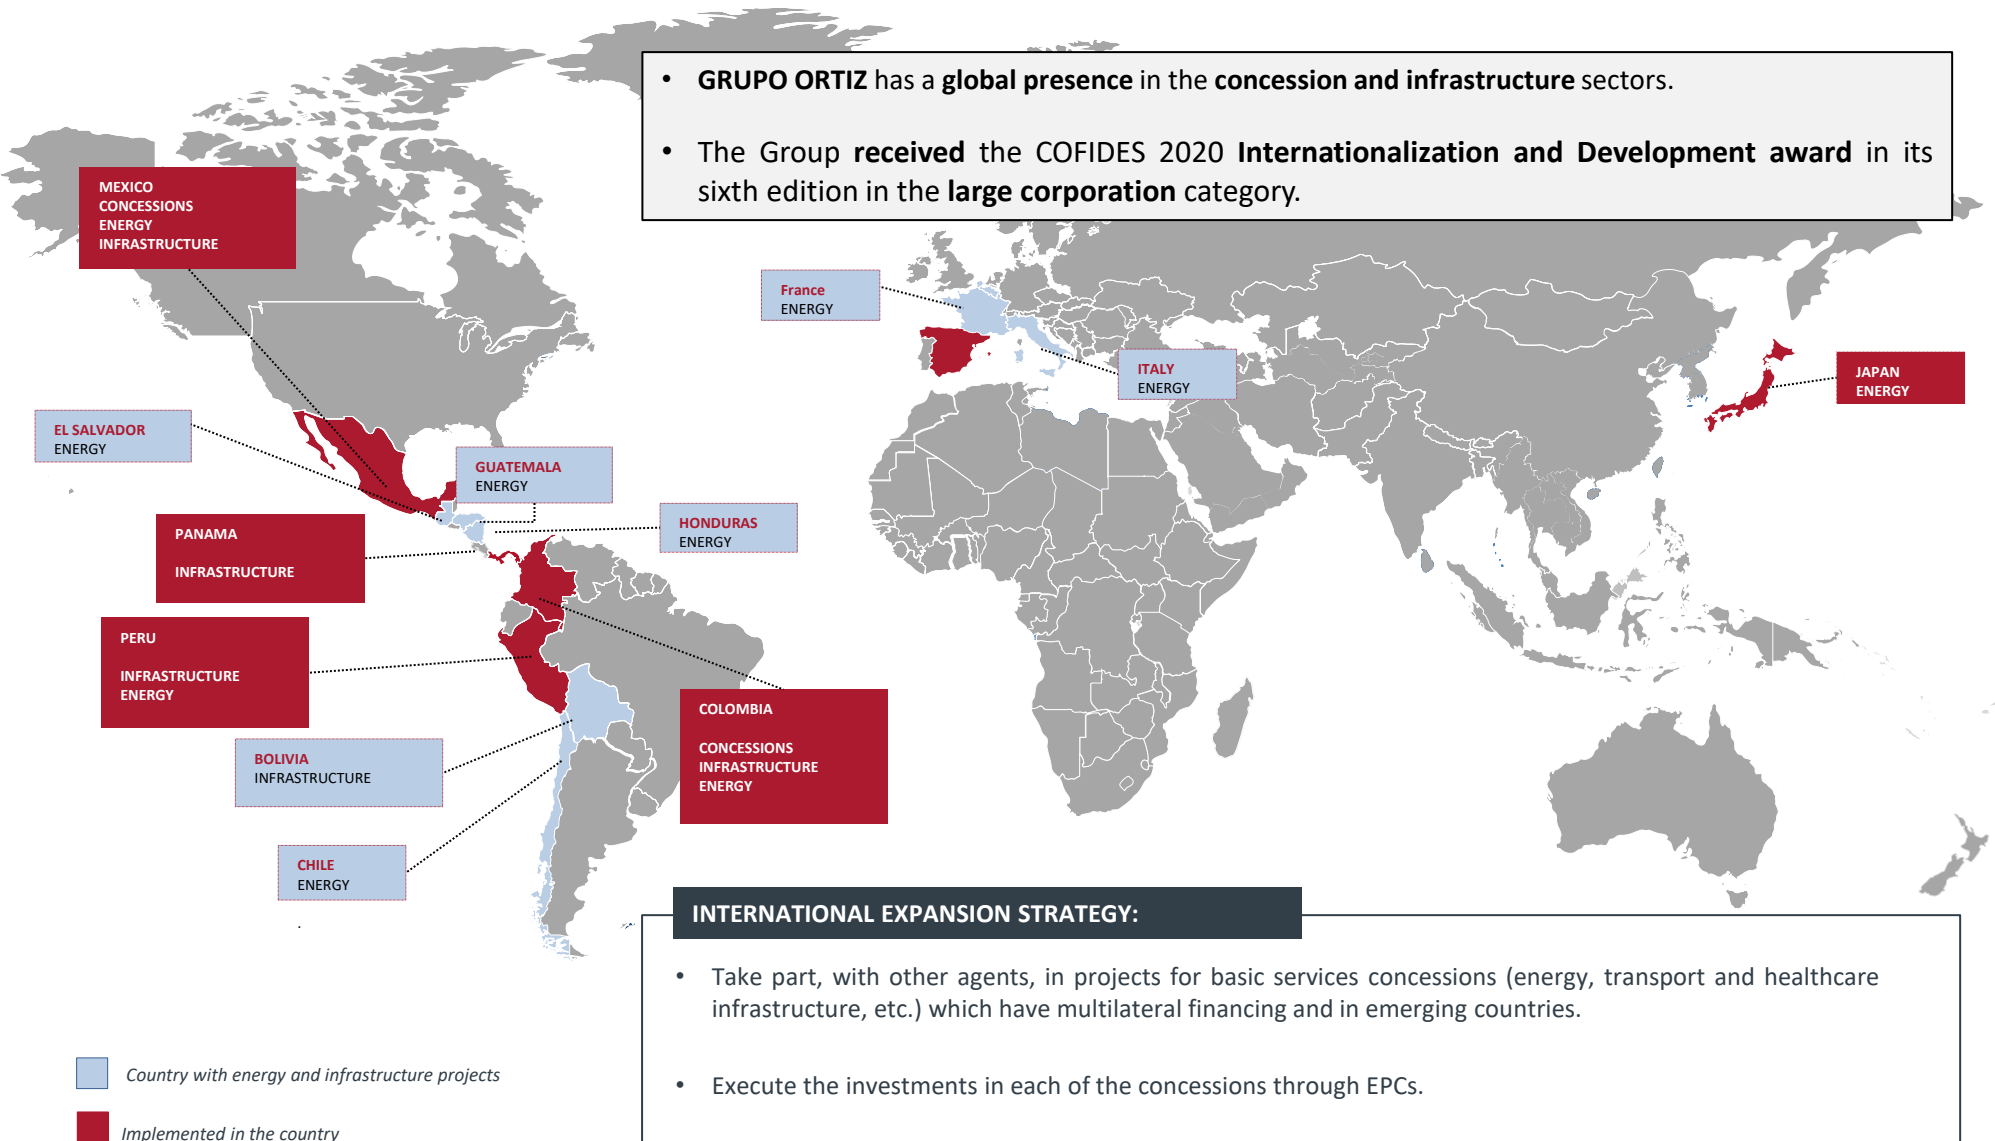 • GRUPO ORTIZ has a global presence in the concession and infrastructure sectors.
• The Group received the COFIDES 2020 Internationalization and Development award in its
sixth edition in the large corporation category.
MEXICO
CONCESSIONS
ENERGY
INFRASTRUCTURE
France
ENERGY
ITALY
ENERGY
JAPAN
ENERGY
EL SALVADOR
ENERGY
GUATEMALA
ENERGY
HONDURAS
ENERGY
PANAMA
INFRASTRUCTURE
PERU
INFRASTRUCTURE
ENERGY
COLOMBIA
CONCESSIONS
INFRASTRUCTURE
ENERGY
BOLIVIA
INFRASTRUCTURE
CHILE
ENERGY
INTERNATIONAL EXPANSION STRATEGY:
• Take part, with other agents, in projects for basic services concessions (energy, transport and healthcare
infrastructure, etc.) which have multilateral financing and in emerging countries.
• Execute the investments in each of the concessions through EPCs.
Country with energy and infrastructure projects
Implemented in the country